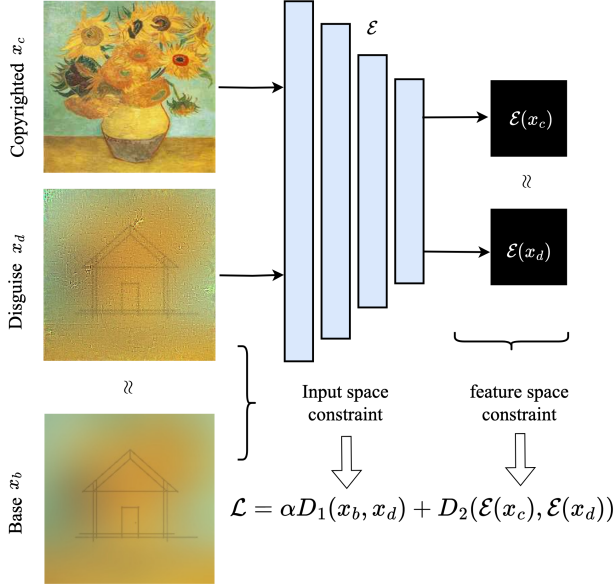 Copyrighted x_c
ℰ
ℰ(x_c)
≈
Disguise x_d
ℰ(x_d)
≈
Input space
constraint
feature space
constraint
Base x_b
ℒ = αD_1(x_b, x_d) + D_2(ℰ(x_c), ℰ(x_d))